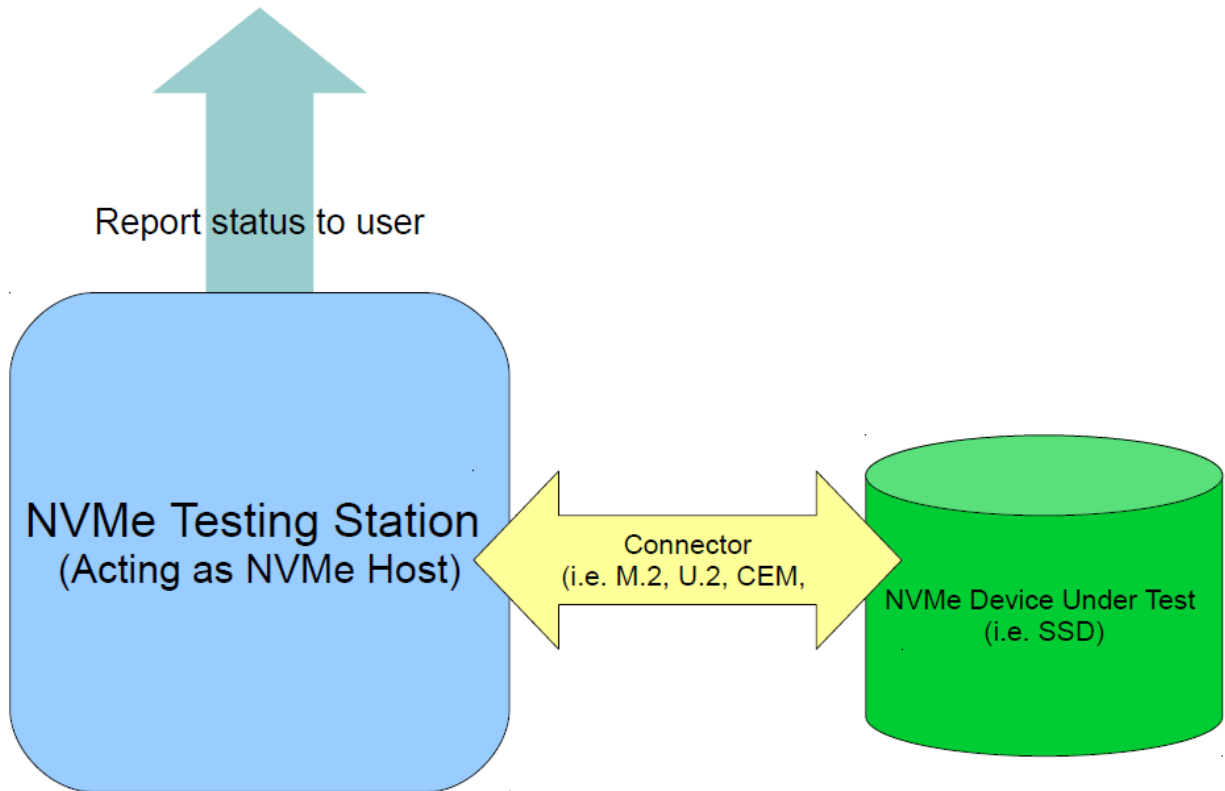 Report status to user
NVMe Testing Station
(Acting as NVMe Host)
Connector
(i.e. M.2, U.2, CEM,
NVMe Device Under Test
(i.e. SSD)